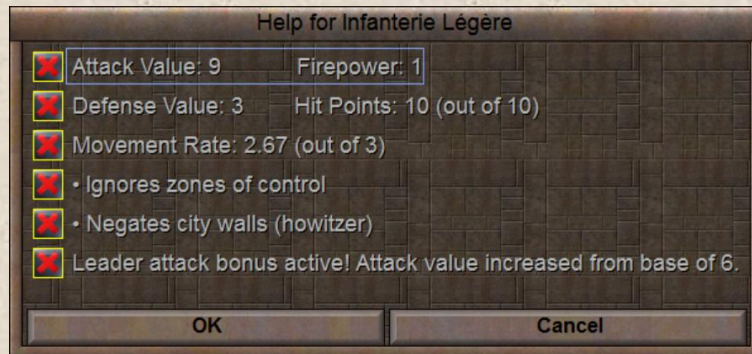 Help for Infanterie Légère
Attack Value: 9 Firepower: 1
Defense Value: 3 Hit Points: 10 (out of 10)
Movement Rate: 2.67 (out of 3)
• Ignores zones of control
• Negates city walls (howitzer)
Leader attack bonus active! Attack value increased from base of 6.
OK Cancel